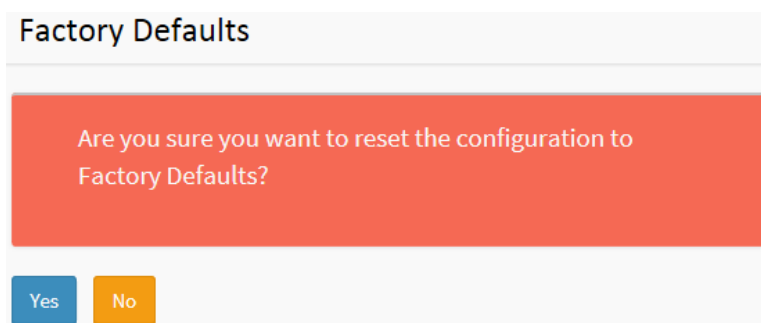 Factory Defaults
Are you sure you want to reset the configuration to
Factory Defaults?
Yes No